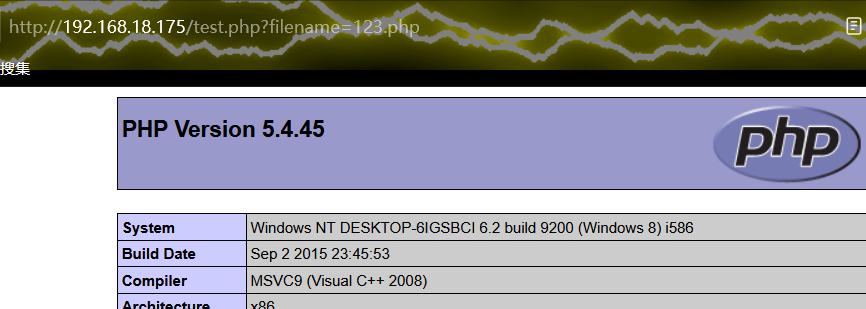 http://192.168.18.175/test.php?filename=123.php
搜集
PHP Version 5.4.45
php
System Windows NT DESKTOP-6IGSBCI 6.2 build 9200 (Windows 8) i586
Build Date Sep 2 2015 23:45:53
Compiler MSVC9 (Visual C++ 2008)
Architecture x86